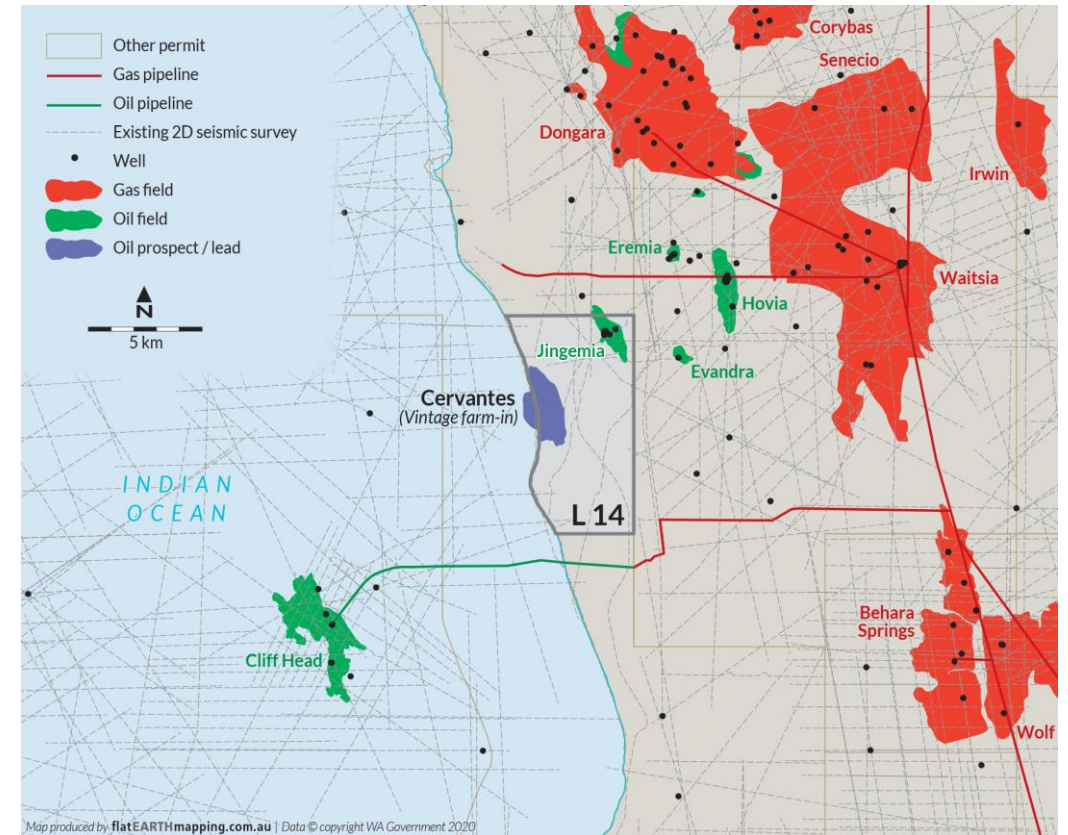 Other permit
Gas pipeline
Oil pipeline
Existing 2D seismic survey
Well
Gas field
Oil field
Oil prospect / lead
N
5 km
Corybas
Senecio
Dongara
Irwin
Eremia
Waitsia
Hovia
Jingemia
Evandra
Cervantes
(Vintage farm-in)
INDIAN
OCEAN
L 14
Behara
Springs
Cliff Head
Wolf
Map produced by flatEARTHmapping.com.au | Data © copyright WA Government 2020